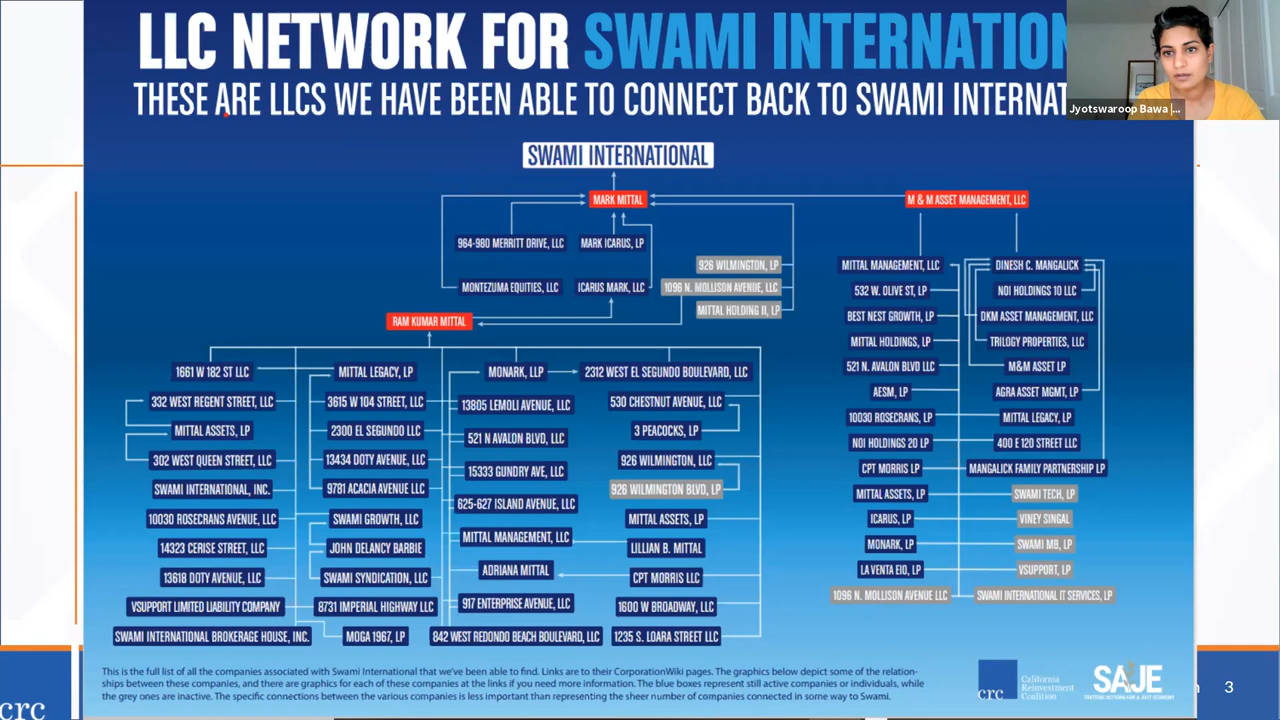 LLC NETWORK FOR SWAMI INTERNATION
THESE ARE LLCS WE HAVE BEEN ABLE TO CONNECT BACK TO SWAMI INTERNAT
Jyotswaroop Bawa |...
SWAMI INTERNATIONAL
MARK MITTAL
M & M ASSET MANAGEMENT, LLC
964-980 MERRITT DRIVE, LLC
MARK ICARUS, LP
926 WILMINGTON, LP
MONTEZUMA EQUITIES, LLC
ICARUS MARK, LLC
1096 N. MOLLISON AVENUE, LLC
MITTAL HOLDING II, LP
RAM KUMAR MITTAL
1661 W 182 ST LLC
332 WEST REGENT STREET, LLC
MITTAL ASSETS, LP
302 WEST QUEEN STREET, LLC
SWAMI INTERNATIONAL, INC.
10030 ROSECRANS AVENUE, LLC
14323 CERISE STREET, LLC
13618 DOTY AVENUE, LLC
VSUPPORT LIMITED LIABILITY COMPANY
SWAMI INTERNATIONAL BROKERAGE HOUSE, INC.
MITTAL LEGACY, LP
3615 W 104 STREET, LLC
2300 EL SEGUNDO LLC
13434 DOTY AVENUE, LLC
9781 ACACIA AVENUE LLC
SWAMI GROWTH, LLC
JOHN DELANCY BARBIE
SWAMI SYNDICATION, LLC
8731 IMPERIAL HIGHWAY LLC
MOGA 1967, LP
MONARK, LLP
13805 LEMOLI AVENUE, LLC
521 N AVALON BLVD, LLC
15333 GUNDRY AVE, LLC
625-627 ISLAND AVENUE, LLC
MITTAL MANAGEMENT, LLC
ADRIANA MITTAL
917 ENTERPRISE AVENUE, LLC
842 WEST REDONDO BEACH BOULEVARD, LLC
2312 WEST EL SEGUNDO BOULEVARD, LLC
530 CHESTNUT AVENUE, LLC
3 PEACOCKS, LP
926 WILMINGTON, LLC
926 WILMINGTON BLVD, LP
MITTAL ASSETS, LP
LILLIAN B. MITTAL
CPT MORRIS LLC
1600 W BROADWAY, LLC
1235 S. LOARA STREET LLC
MITTAL MANAGEMENT, LLC
532 W. OLIVE ST, LP
BEST NEST GROWTH, LP
MITTAL HOLDINGS, LP
521 N. AVALON BLVD LLC
AESM, LP
10030 ROSECRANS, LP
NOI HOLDINGS 20 LP
CPT MORRIS LP
MITTAL ASSETS, LP
ICARUS, LP
MONARK, LP
LA VENTA EIO, LP
1096 N. MOLLISON AVENUE LLC
DINESH C. MANGALICK
NOI HOLDINGS 10 LLC
DKM ASSET MANAGEMENT, LLC
TRILOGY PROPERTIES, LLC
M&M ASSET LP
AGRA ASSET MGMT, LP
MITTAL LEGACY, LP
400 E 120 STREET LLC
MANGALICK FAMILY PARTNERSHIP LP
SWAMI TECH, LP
VINEY SINGAL
SWAMI MB, LP
VSUPPORT, LP
SWAMI INTERNATIONAL IT SERVICES, LP
This is the full list of all the companies associated with Swami International that we've been able to find. Links are to their CorporationWiki pages. The graphics below depict some of the relation-
ships between these companies, and there are graphics for each of these companies at the links if you need more information. The blue boxes represent still active companies or individuals, while
the grey ones are inactive. The specific connections between the various companies is less important than representing the sheer number of companies connected in some way to Swami.
crc
California
Reinvestment
Coalition
SAJE
STRATEGIC ACTIONS FOR A JUST ECONOMY
n
3
crc